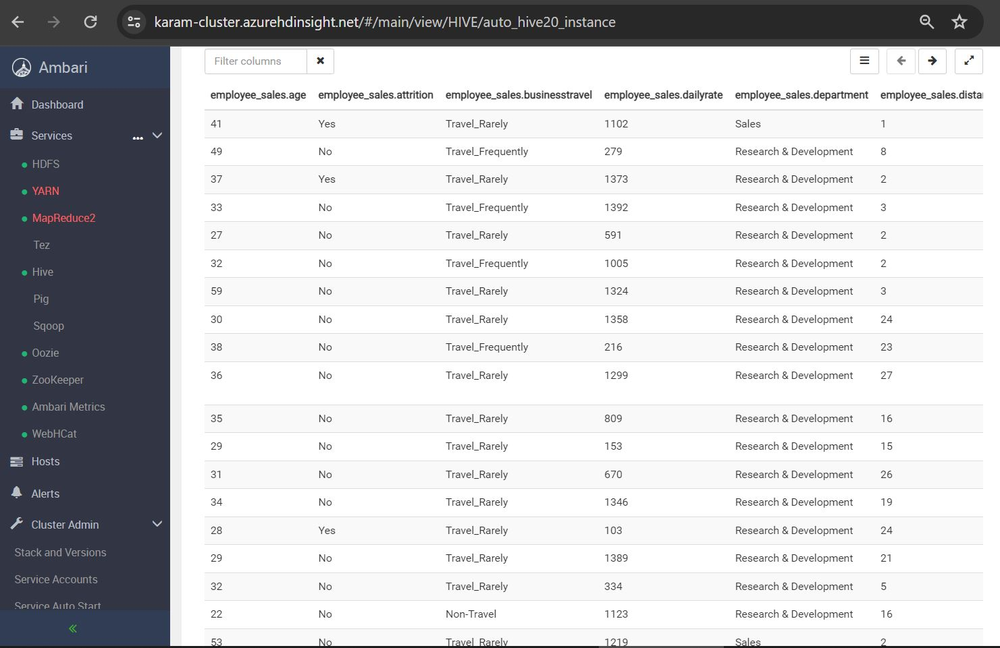 karam-cluster.azurehdinsight.net/#/main/view/HIVE/auto_hive20_instance
Ambari
Dashboard
Services
HDFS
YARN
MapReduce2
Tez
Hive
Pig
Sqoop
Oozie
ZooKeeper
Ambari Metrics
WebHCat
Hosts
Alerts
Cluster Admin
Stack and Versions
Service Accounts
Service Auto Start
Filter columns
employee_sales.age employee_sales.attrition employee_sales.businesstravel employee_sales.dailyrate employee_sales.department employee_sales.dista
41 Yes Travel_Rarely 1102 Sales 1
49 No Travel_Frequently 279 Research & Development 8
37 Yes Travel_Rarely 1373 Research & Development 2
33 No Travel_Frequently 1392 Research & Development 3
27 No Travel_Rarely 591 Research & Development 2
32 No Travel_Frequently 1005 Research & Development 2
59 No Travel_Rarely 1324 Research & Development 3
30 No Travel_Rarely 1358 Research & Development 24
38 No Travel_Frequently 216 Research & Development 23
36 No Travel_Rarely 1299 Research & Development 27
35 No Travel_Rarely 809 Research & Development 16
29 No Travel_Rarely 153 Research & Development 15
31 No Travel_Rarely 670 Research & Development 26
34 No Travel_Rarely 1346 Research & Development 19
28 Yes Travel_Rarely 103 Research & Development 24
29 No Travel_Rarely 1389 Research & Development 21
32 No Travel_Rarely 334 Research & Development 5
22 No Non-Travel 1123 Research & Development 16
53 No Travel_Rarely 1219 Sales 2